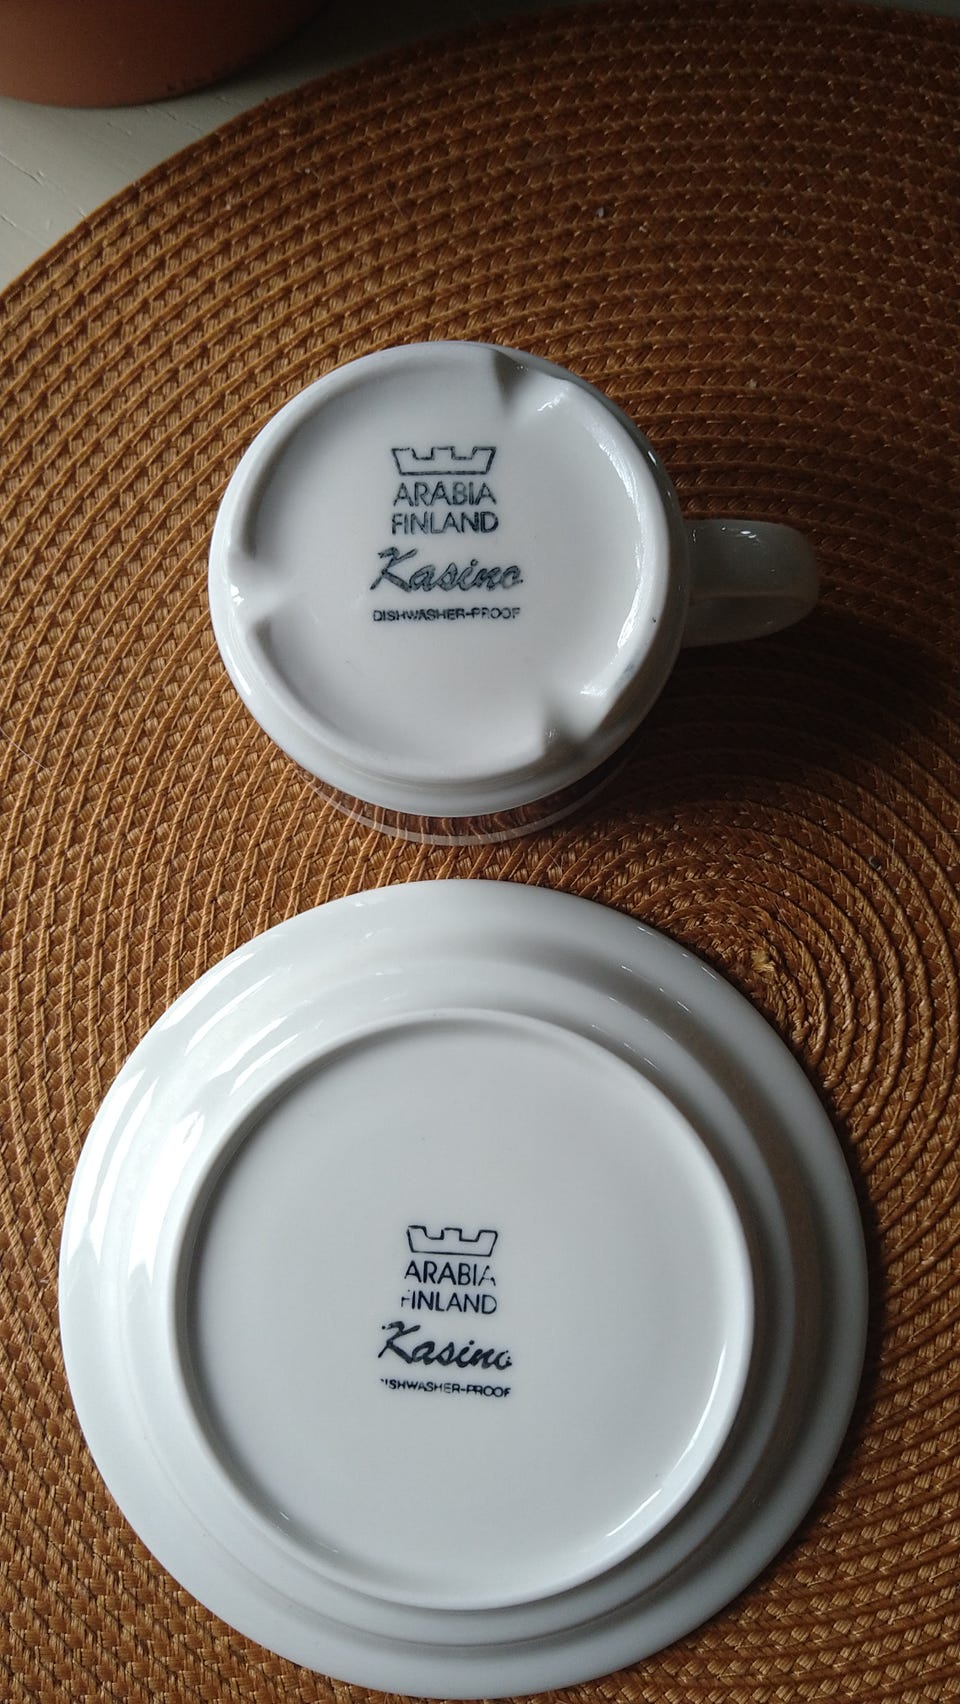 ARABIA
FINLAND
Kasino
DISHWASHER-PROOF
ARABIA
FINLAND
Kasino
DISHWASHER-PROOF